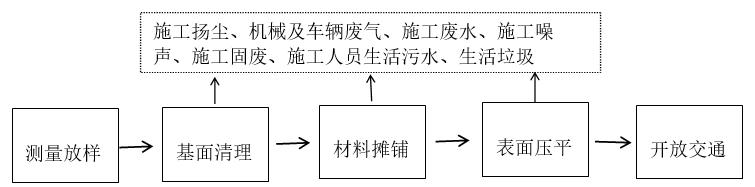 施工扬尘、机械及车辆废气、施工废水、施工噪
声、施工固废、施工人员生活污水、生活垃圾
测量放样
基面清理
材料摊铺
表面压平
开放交通